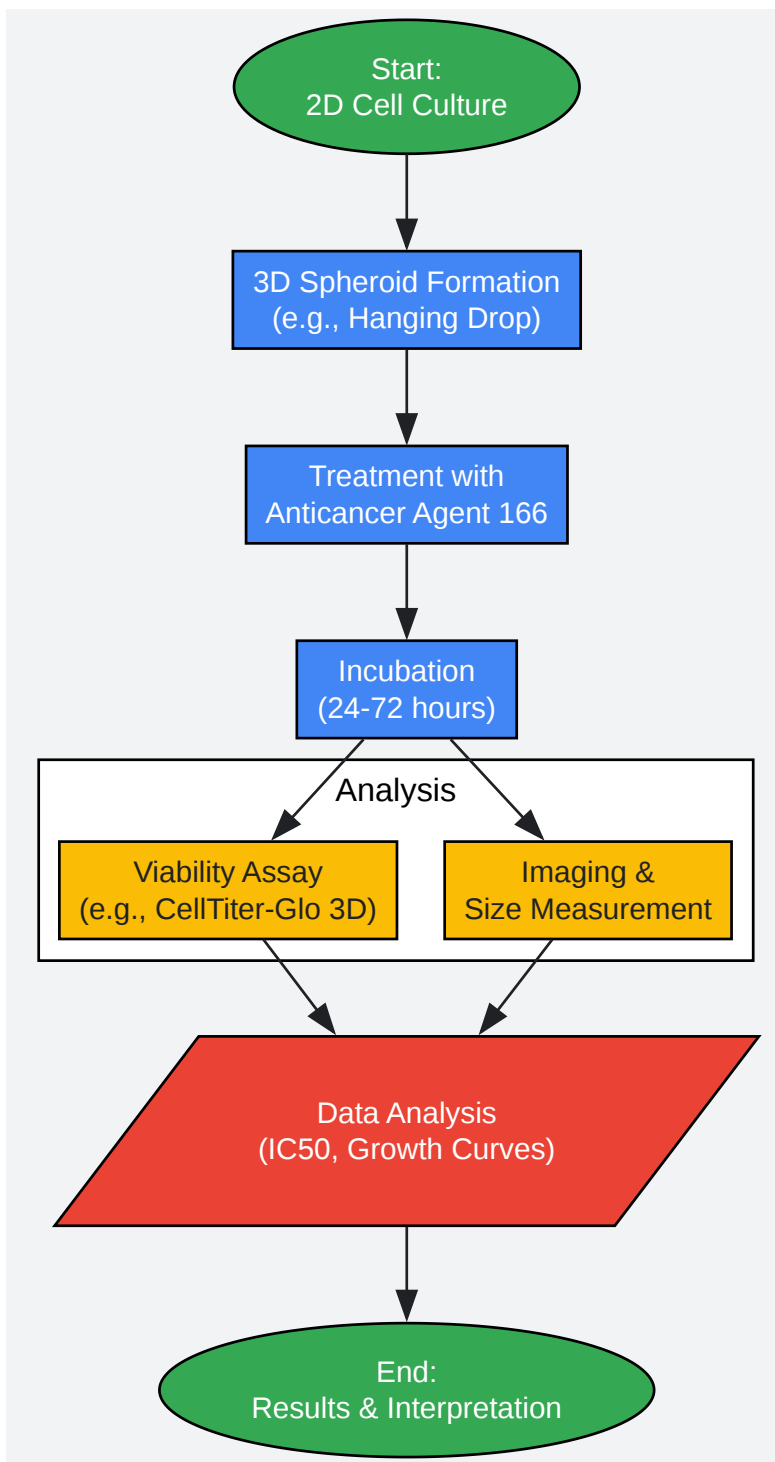 Start:
2D Cell Culture
3D Spheroid Formation
(e.g., Hanging Drop)
Treatment with
Anticancer Agent 166
Incubation
(24-72 hours)
Analysis
Viability Assay
(e.g., CellTiter-Glo 3D)
Imaging &
Size Measurement
Data Analysis
(IC50, Growth Curves)
End:
Results & Interpretation